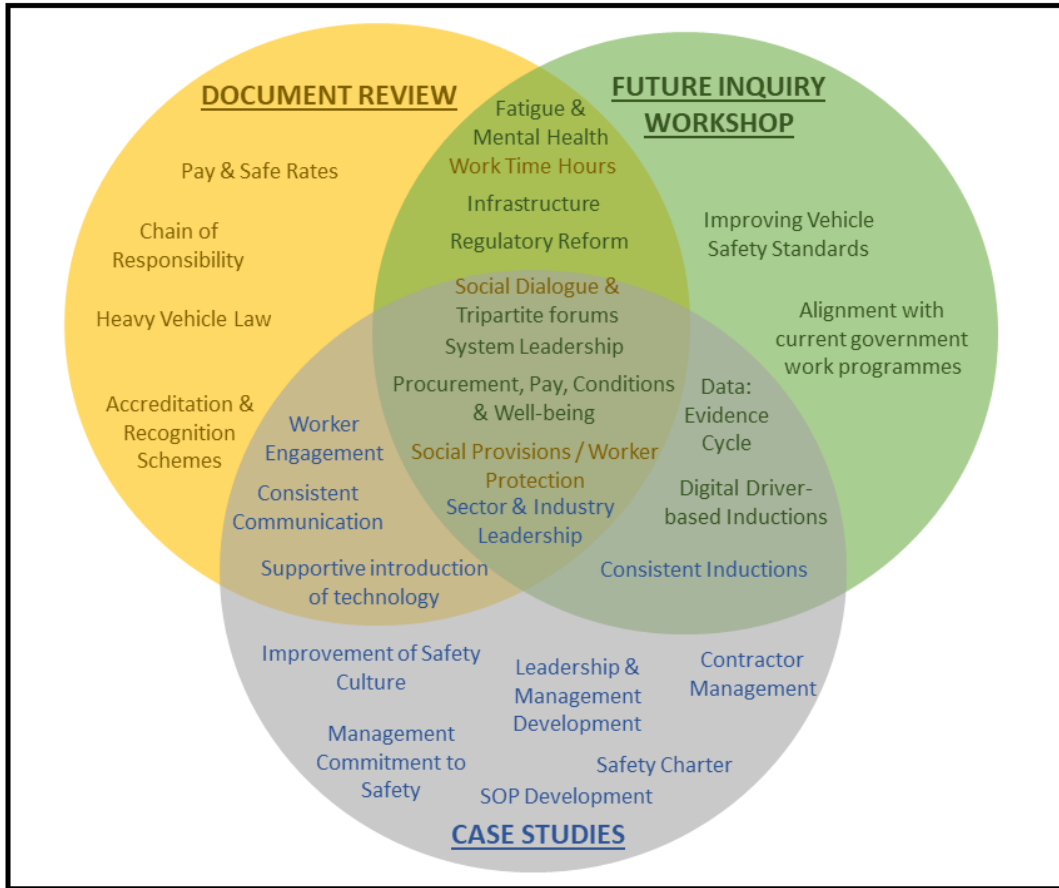 DOCUMENT REVIEW
FUTURE INQUIRY
WORKSHOP
Pay & Safe Rates
Chain of
Responsibility
Heavy Vehicle Law
Accreditation &
Recognition
Schemes
Fatigue &
Mental Health
Work Time Hours
Infrastructure
Regulatory Reform
Improving Vehicle
Safety Standards
Alignment with
current government
work programmes
Social Dialogue &
Tripartite forums
System Leadership
Procurement, Pay, Conditions
& Well-being
Social Provisions / Worker
Protection
Sector & Industry
Leadership
Worker
Engagement
Consistent
Communication
Supportive introduction
of technology
Data:
Evidence
Cycle
Digital Driver-
based Inductions
Consistent Inductions
Improvement of Safety
Culture
Leadership &
Management
Development
Contractor
Management
Management
Commitment to
Safety
Safety Charter
SOP Development
CASE STUDIES